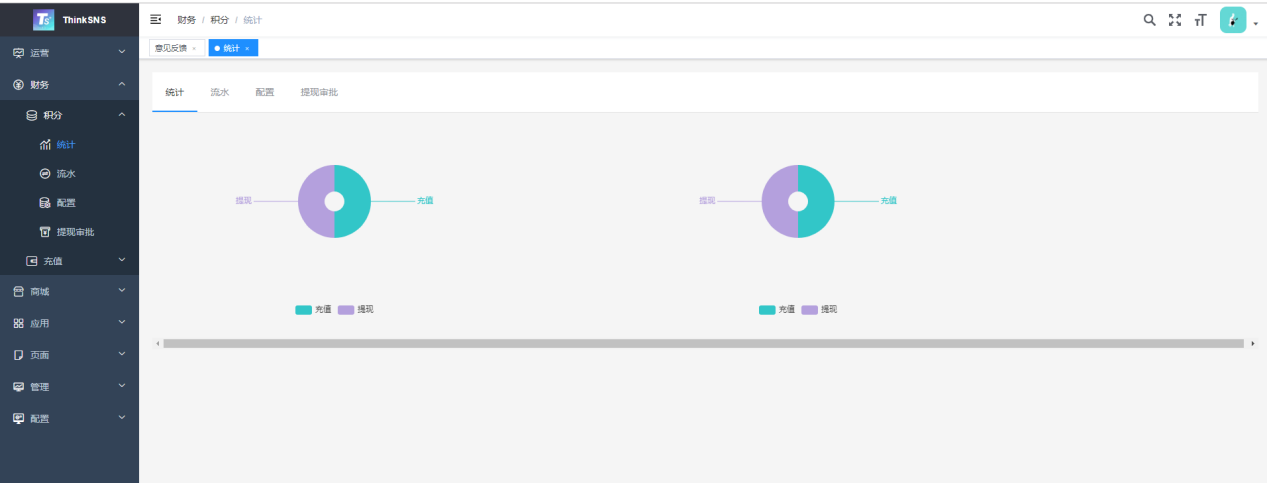 ThinkSNS
财务 / 积分 / 统计
运营
意见反馈 ×
统计 ×
财务
统计
流水
配置
提现审批
积分
统计
流水
配置
提现审批
充值
商城
应用
页面
管理
配置
提现
充值
提现
充值
充值 提现
充值 提现